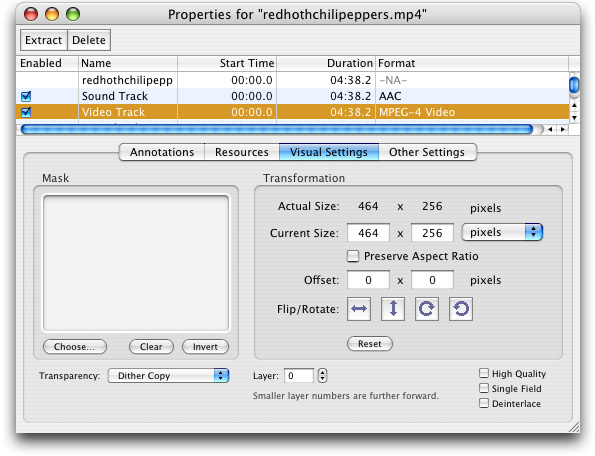 Properties for "redhothchilipeppers.mp4"
Extract Delete
Enabled Name Start Time Duration Format
redhothchilipepp 00:00.0 04:38.2 -NA-
Sound Track 00:00.0 04:38.2 AAC
Video Track 00:00.0 04:38.2 MPEG-4 Video
Annotations Resources Visual Settings Other Settings
Mask Transformation
Actual Size: 464 x 256 pixels
Current Size: 464 x 256 pixels
Preserve Aspect Ratio
Offset: 0 x 0 pixels
Flip/Rotate:
Choose... Clear Invert Reset
Transparency: Dither Copy Layer: 0 High Quality
Smaller layer numbers are further forward. Single Field
Deinterlace